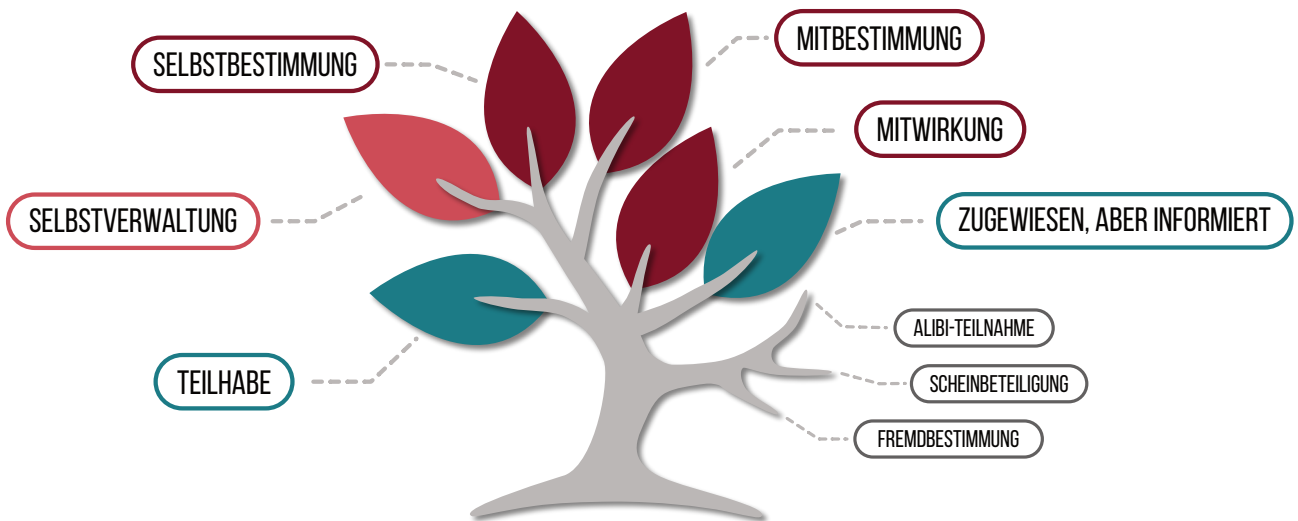 SELBSTBESTIMMUNG
MITBESTIMMUNG
MITWIRKUNG
SELBSTVERWALTUNG
ZUGEWIESEN, ABER INFORMIERT
ALIBI-TEILNAHME
TEILHABE
SCHEINBETEILIGUNG
FREMDBESTIMMUNG